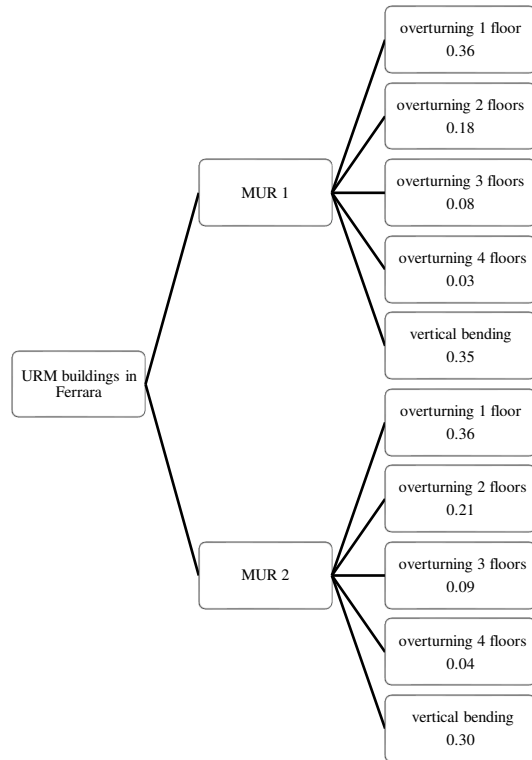 URM buildings in
Ferrara
MUR 1
overturning 1 floor
0.36
overturning 2 floors
0.18
overturning 3 floors
0.08
overturning 4 floors
0.03
vertical bending
0.35
MUR 2
overturning 1 floor
0.36
overturning 2 floors
0.21
overturning 3 floors
0.09
overturning 4 floors
0.04
vertical bending
0.30